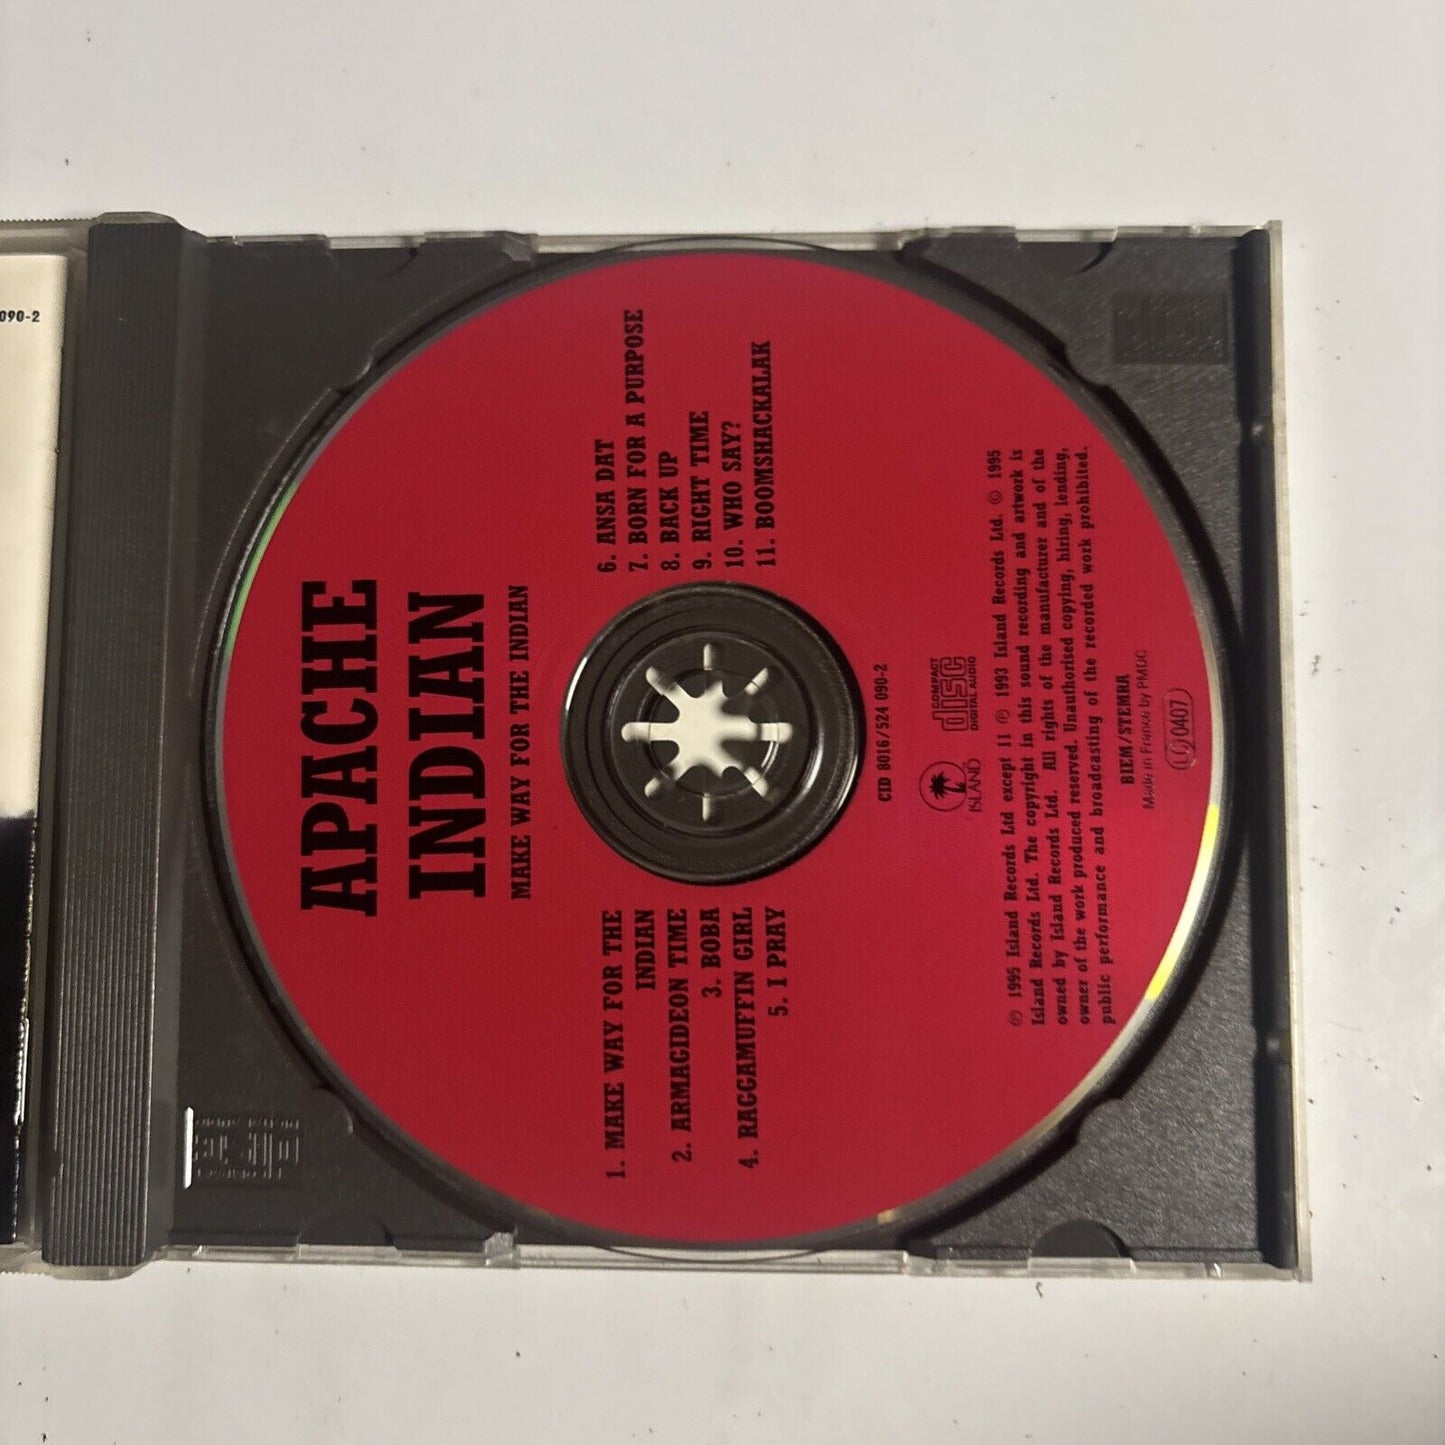 090-2
APACHE
INDIAN
MAKE WAY FOR THE INDIAN
1. MAKE WAY FOR THE
INDIAN
2. ARMAGIDEON TIME
3. BOBA
4. RAGGAMUFFIN GIRL
5. I PRAY
6. ANSA DAT
7. BORN FOR A PURPOSE
8. BACK UP
9. RIGHT TIME
10. WHO SAY?
11. BOOMSHACKALAK
CID 8016/524 090-2
ISLAND
COMPACT
disc
DIGITAL AUDIO
℗ 1995 Island Records Ltd except 11 ℗ 1993 Island Records Ltd. © 1995
Island Records Ltd. The copyright in this sound recording and artwork is
owned by Island Records Ltd. All rights of the manufacturer and of the
owner of the work produced reserved. Unauthorised copying, hiring, lending,
public performance and broadcasting of the recorded work prohibited.
BIEM/STEMRA
Made in France by PMDC
0407